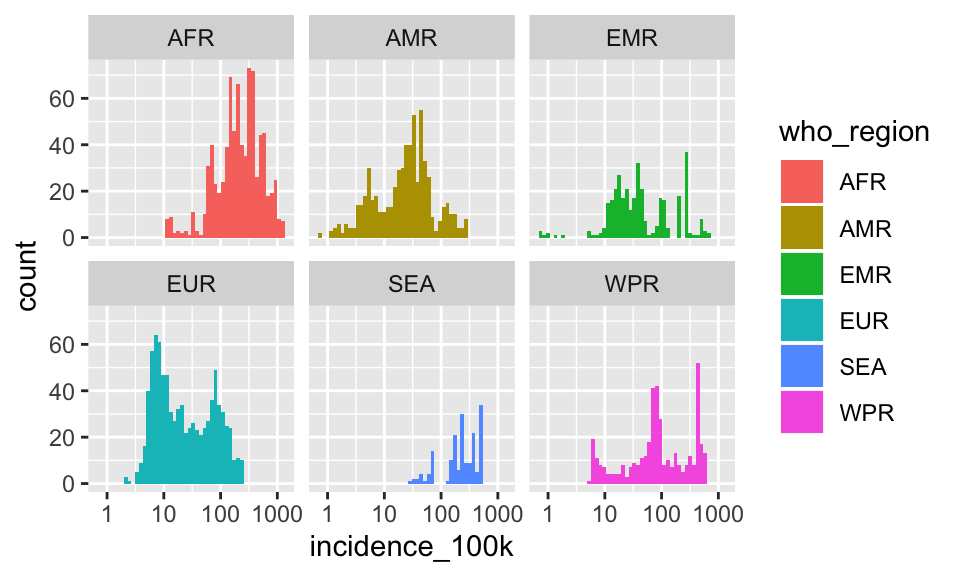 AFR AMR EMR
60
40
20
0
EUR SEA WPR
60
40
20
0
1 10 100 1000 1 10 100 1000 1 10 100 1000
incidence_100k
count
who_region
AFR
AMR
EMR
EUR
SEA
WPR